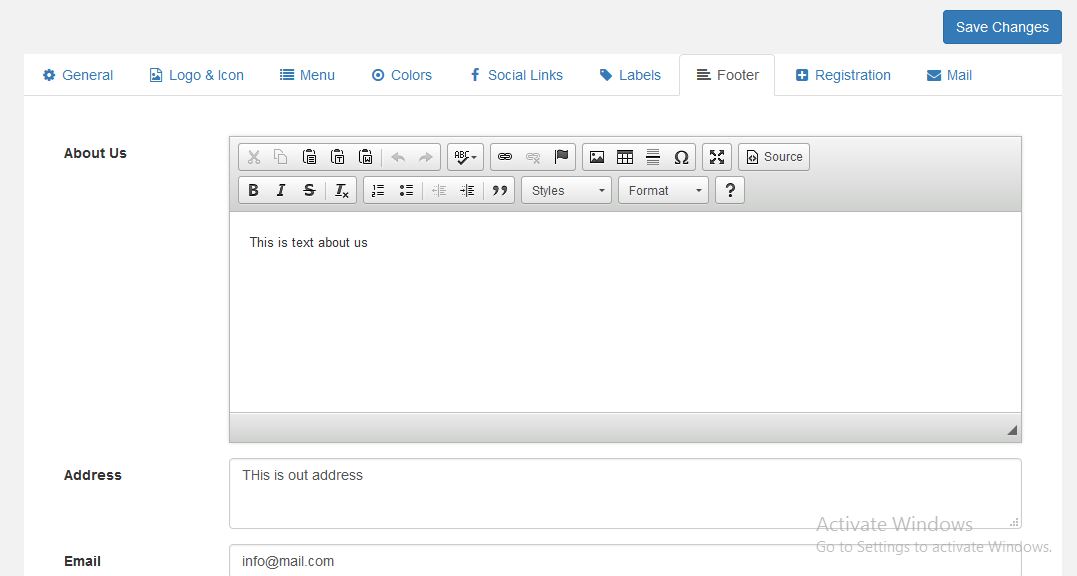 Save Changes
General Logo & Icon Menu Colors Social Links Labels Footer Registration Mail
About Us
ABC Source
B I S Tx Styles Format ?
This is text about us
Address
THis is out address
Activate Windows
Go to Settings to activate Windows.
Email
info@mail.com